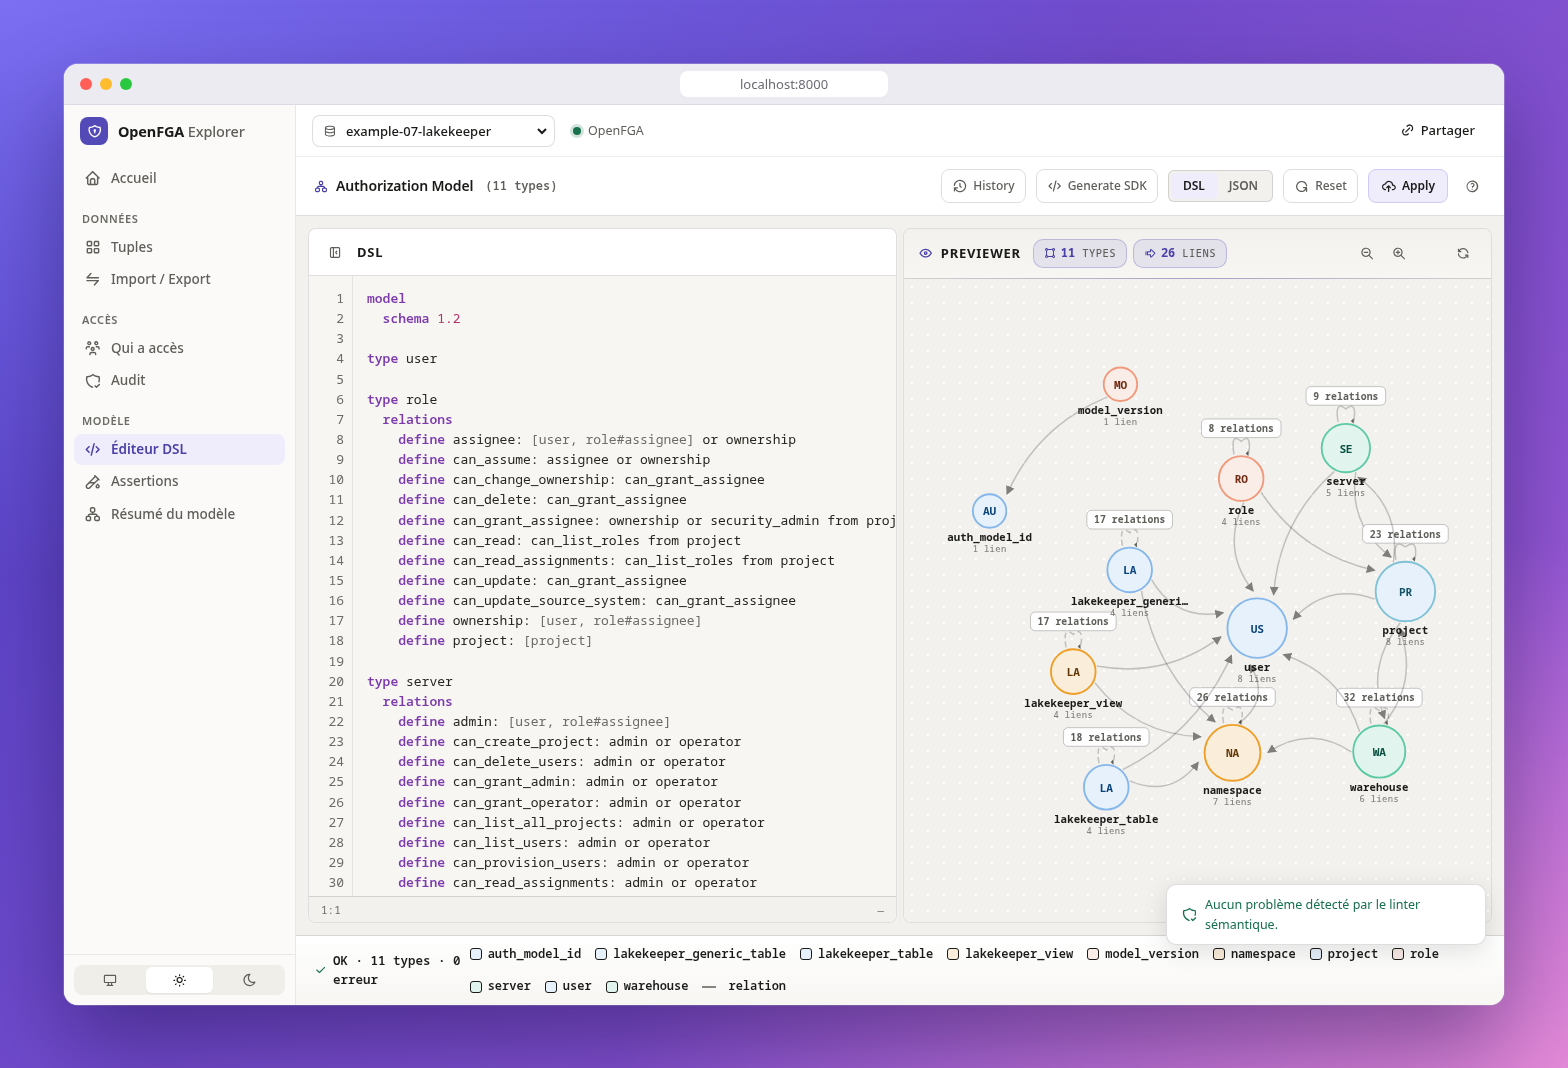 localhost:8000
OpenFGA Explorer
example-07-lakekeeper
OpenFGA
Partager
Accueil
DONNÉES
Tuples
Import / Export
ACCÈS
Qui a accès
Audit
MODÈLE
Éditeur DSL
Assertions
Résumé du modèle
Authorization Model (11 types)
History
Generate SDK
DSL
JSON
Reset
Apply
DSL
1 model
2 schema 1.2
3
4 type user
5
6 type role
7 relations
8 define assignee: [user, role#assignee] or ownership
9 define can_assume: assignee or ownership
10 define can_change_ownership: can_grant_assignee
11 define can_delete: can_grant_assignee
12 define can_grant_assignee: ownership or security_admin from proj
13 define can_read: can_list_roles from project
14 define can_read_assignments: can_list_roles from project
15 define can_update: can_grant_assignee
16 define can_update_source_system: can_grant_assignee
17 define ownership: [user, role#assignee]
18 define project: [project]
19
20 type server
21 relations
22 define admin: [user, role#assignee]
23 define can_create_project: admin or operator
24 define can_delete_users: admin or operator
25 define can_grant_admin: admin or operator
26 define can_grant_operator: admin or operator
27 define can_list_all_projects: admin or operator
28 define can_list_users: admin or operator
29 define can_provision_users: admin or operator
30 define can_read_assignments: admin or operator
1:1
—
PREVIEWER
11 TYPES
26 LIENS
MO
model_version
1 lien
9 relations
SE
server
5 liens
8 relations
RO
role
4 liens
AU
auth_model_id
1 lien
17 relations
LA
lakekeeper_generi…
4 liens
23 relations
PR
project
8 liens
US
user
8 liens
17 relations
LA
lakekeeper_view
4 liens
26 relations
NA
namespace
7 liens
32 relations
WA
warehouse
6 liens
18 relations
LA
lakekeeper_table
4 liens
Aucun problème détecté par le linter
sémantique.
OK · 11 types · 0
erreur
auth_model_id
lakekeeper_generic_table
lakekeeper_table
lakekeeper_view
model_version
namespace
project
role
server
user
warehouse
relation